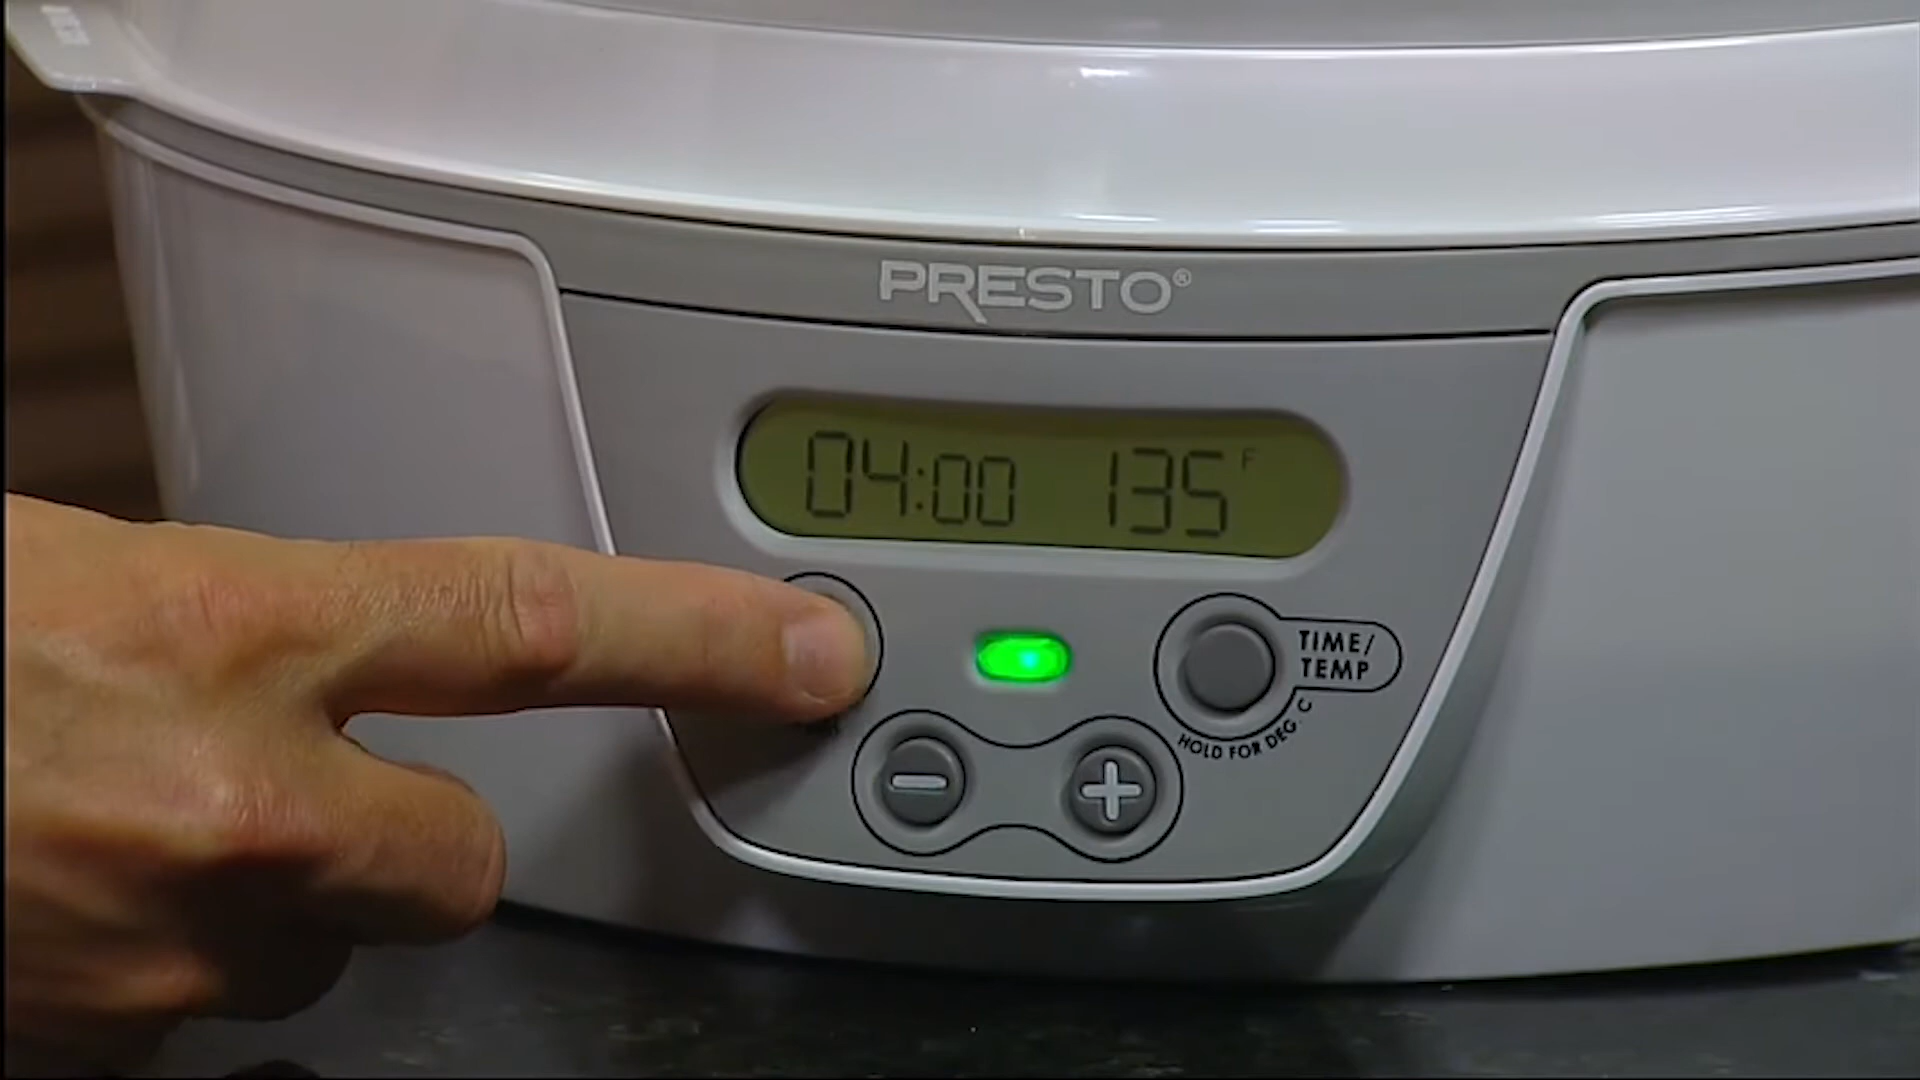 PRESTO®
04:00 135 F
TIME/
TEMP
HOLD FOR DEG. C